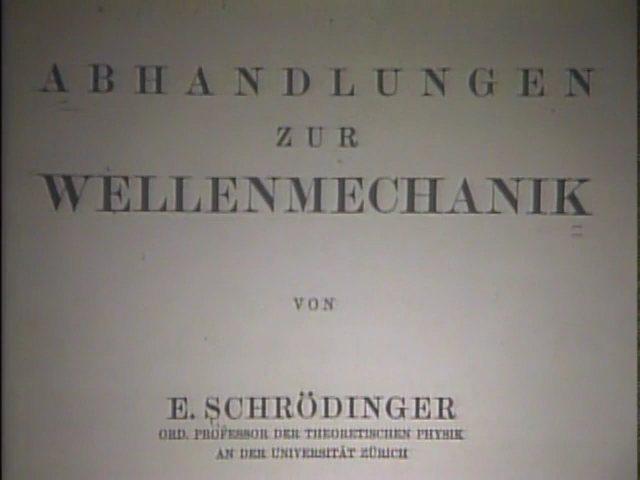 ABHANDLUNGEN
ZUR
WELLENMECHANIK
VON
E. SCHRÖDINGER
ORD. PROFESSOR DER THEORETISCHEN PHYSIK
AN DER UNIVERSITÄT ZÜRICH